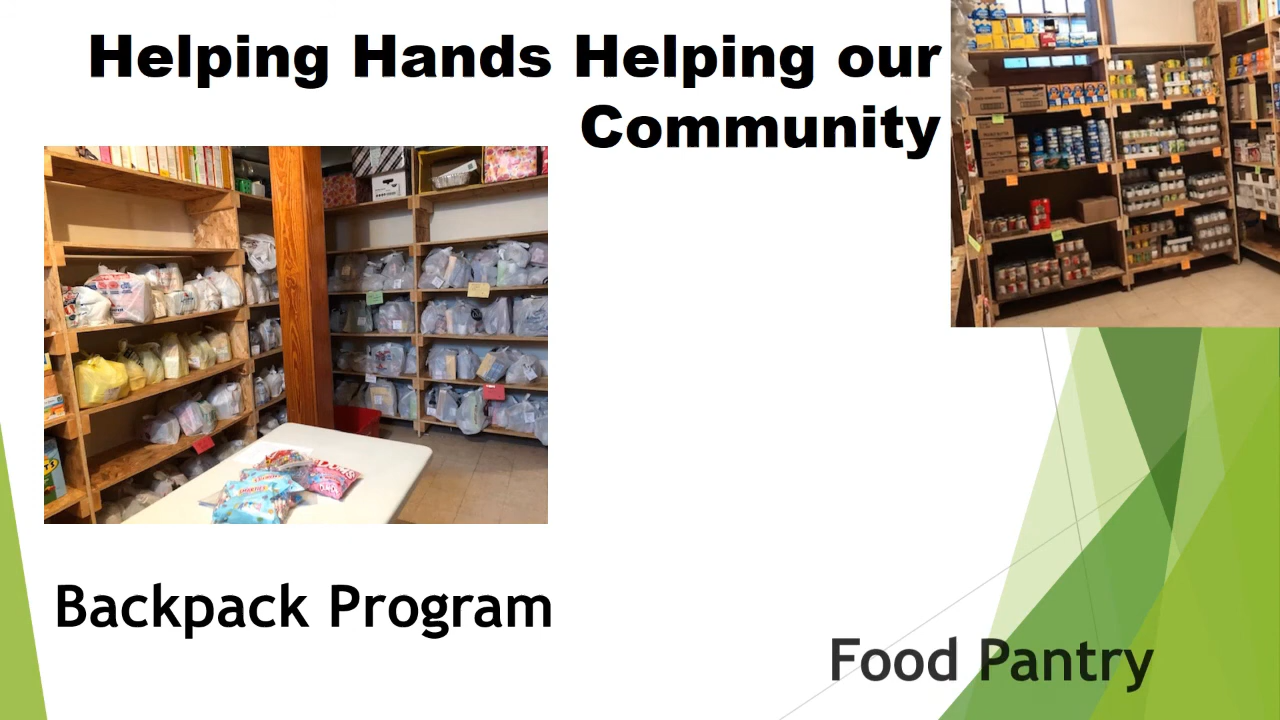 Helping Hands Helping our
Community
Backpack Program
Food Pantry